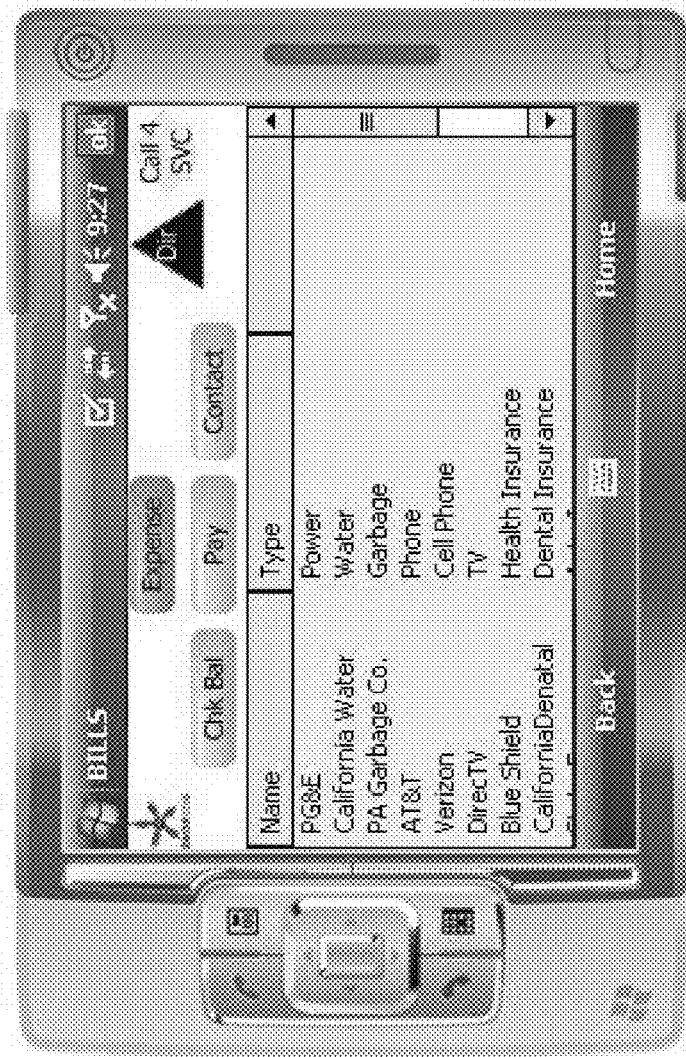 BILLS 9:27 ok
Expense
Call 4
SVC
Dir
Chk Bal Pay Contact
Name Type
PG&E Power
California Water Water
PA Garbage Co. Garbage
AT&T Phone
Verizon Cell Phone
DirecTV TV
Blue Shield Health Insurance
CaliforniaDenatal Dental Insurance
Back Home